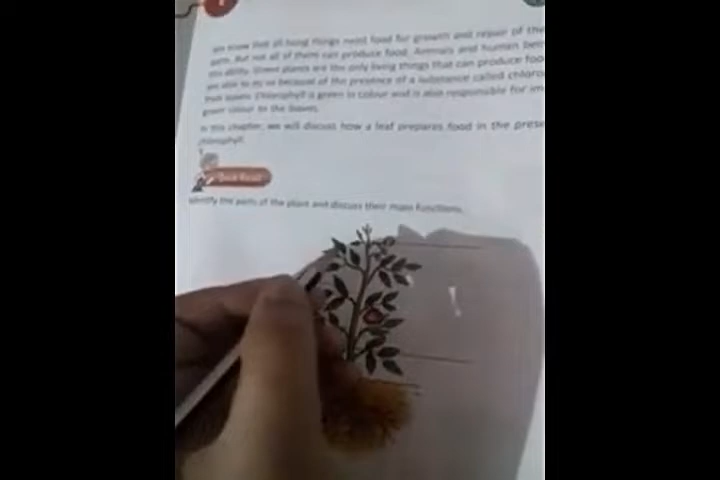 we know that all living things need food for growth and repair of the
parts. But not all of them can produce food. Animals and human bein
this ability. Green plants are the only living things that can produce foo
are able to do so because of the presence of a substance called chloro
their leaves. Chlorophyll is green in colour and is also responsible for im
green colour to the leaves.
In this chapter, we will discuss how a leaf prepares food in the prese
chlorophyll.
Identify the parts of the plant and discuss their main functions.